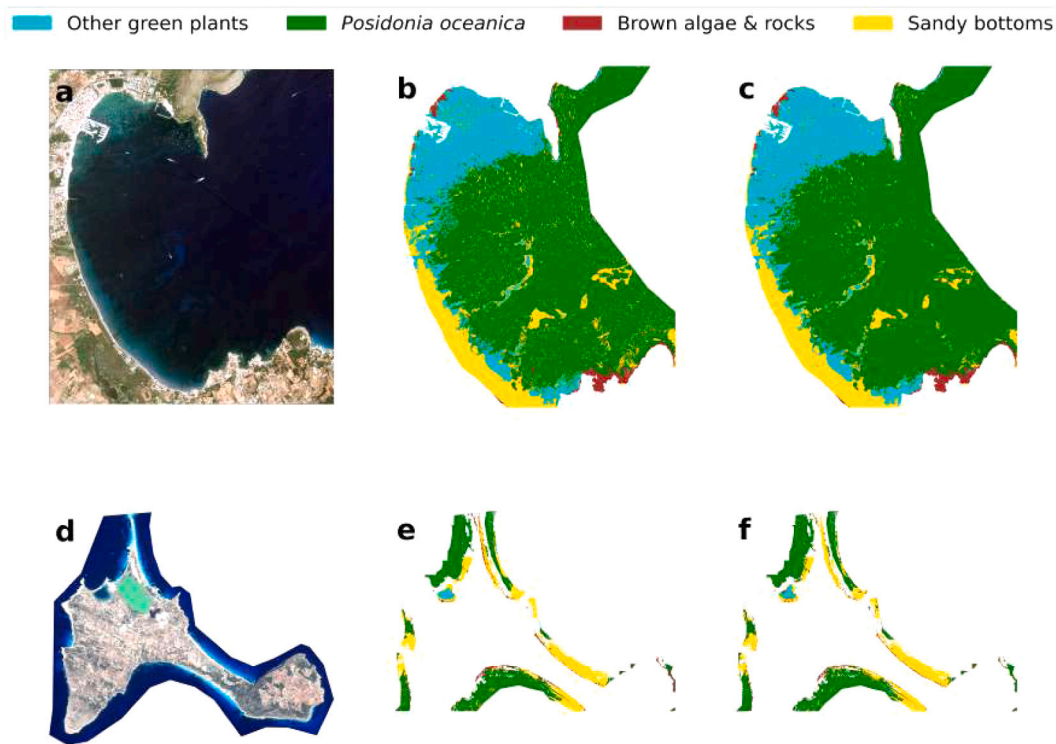 Other green plants Posidonia oceanica Brown algae & rocks Sandy bottoms
a b c
d e f